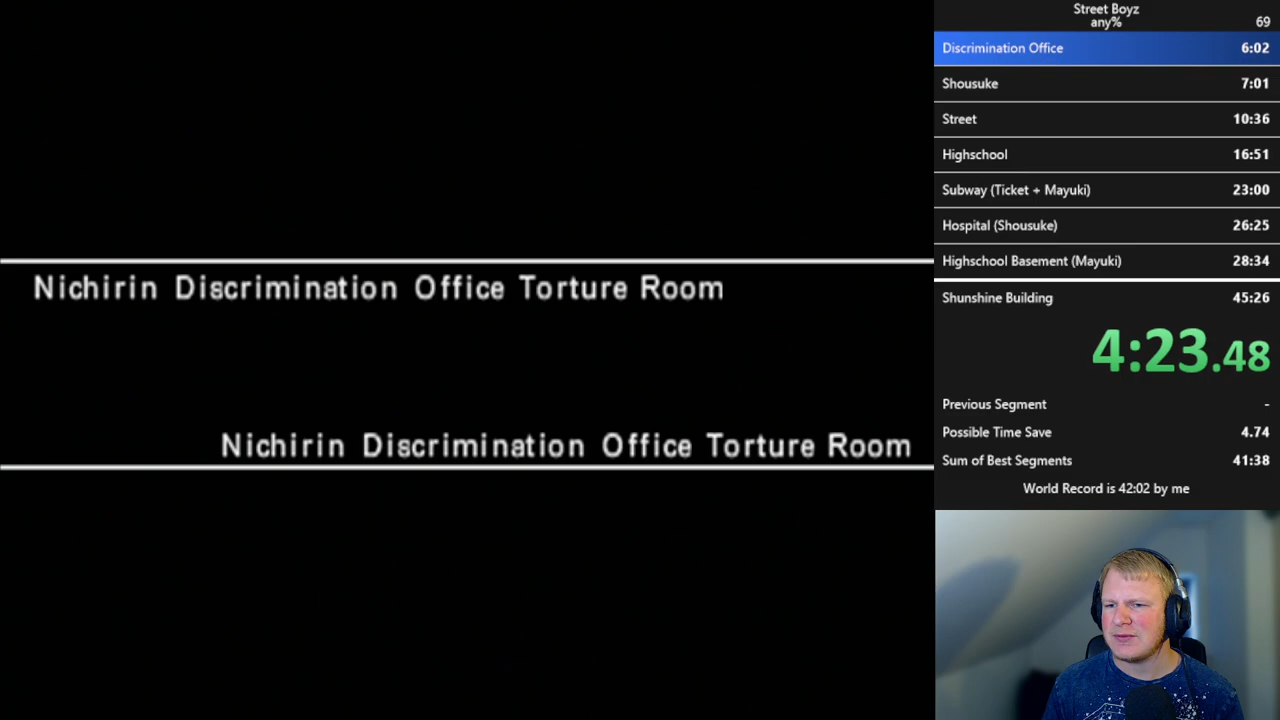 Street Boyz
any%
69
Discrimination Office 6:02
Shousuke 7:01
Street 10:36
Highschool 16:51
Subway (Ticket + Mayuki) 23:00
Hospital (Shousuke) 26:25
Highschool Basement (Mayuki) 28:34
Shunshine Building 45:26
4:23.48
Previous Segment -
Possible Time Save 4.74
Sum of Best Segments 41:38
World Record is 42:02 by me
Nichirin Discrimination Office Torture Room
Nichirin Discrimination Office Torture Room